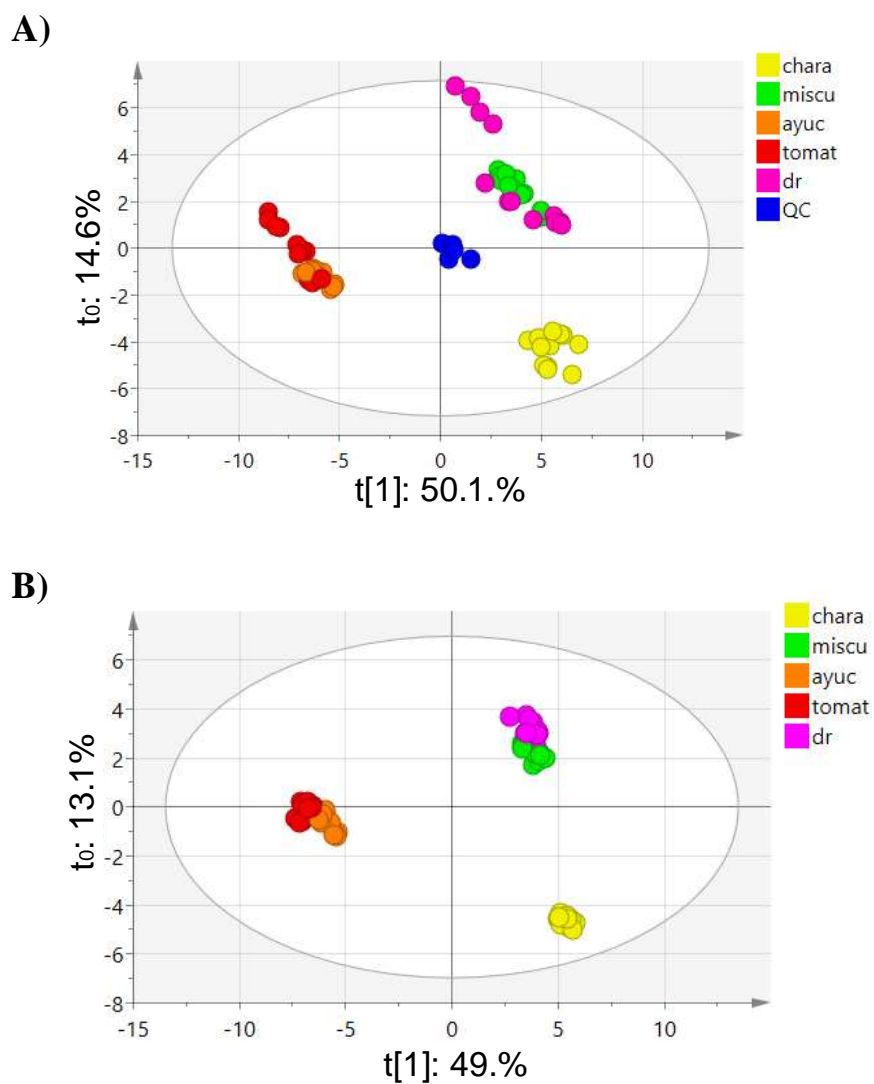 A)
chara
miscu
ayuc
tomat
dr
QC
6
4
2
0
-2
-4
-6
-8
t₀: 14.6%
-15 -10 -5 0 5 10
t[1]: 50.1.%
B)
chara
miscu
ayuc
tomat
dr
6
4
2
0
-2
-4
-6
-8
t₀: 13.1%
-15 -10 -5 0 5 10
t[1]: 49.%